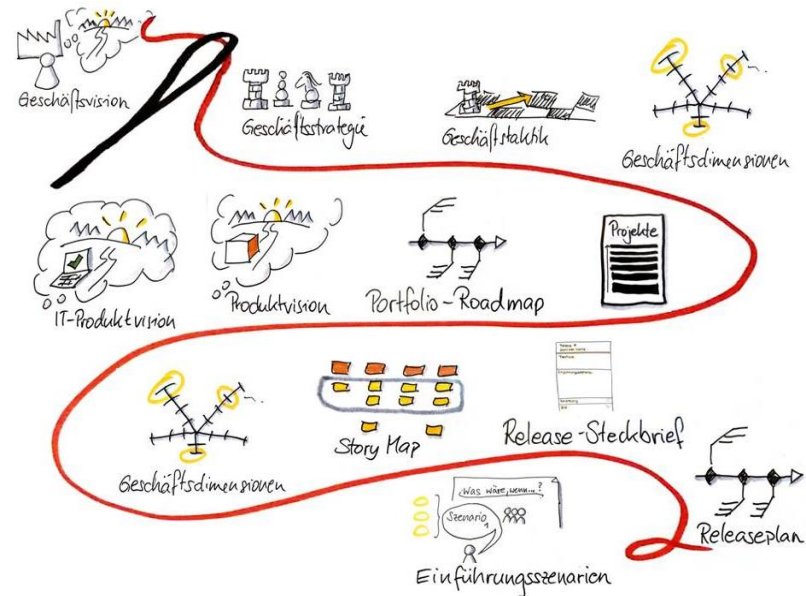 Geschäftsvision
Geschäftsstrategie
Geschäftstaktik
Geschäftsdimensionen
IT-Produktvision
Produktvision
Portfolio-Roadmap
Projekte
Geschäftsdimensionen
Story Map
Release-Steckbrief
Was wäre, wenn...?
Szenario
1
Einführungsszenarien
Releaseplan